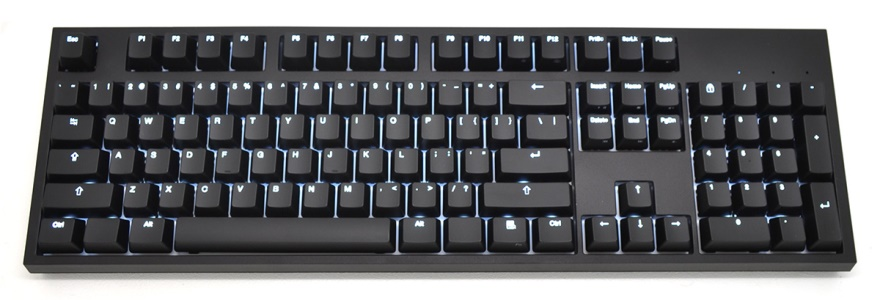 Esc F1 F2 F3 F4 F5 F6 F7 F8 F9 F10 F11 F12 PrtSc ScrLk Pause
` ~ 1 ! 2 @ 3 # 4 $ 5 % 6 ^ 7 & 8 * 9 ( 0 ) - _ = + ← Insert Home PgUp / * -
Q W E R T Y U I O P [ { ] } \ | Delete End PgDn 7 8 9 +
⇧ A S D F G H J K L ; : ' " ↵ 4 5 6
⇧ Z X C V B N M , < . > / ? ⇧ ↑ 1 2 3 ↵
Ctrl Alt Alt Ctrl ← ↓ → 0 .